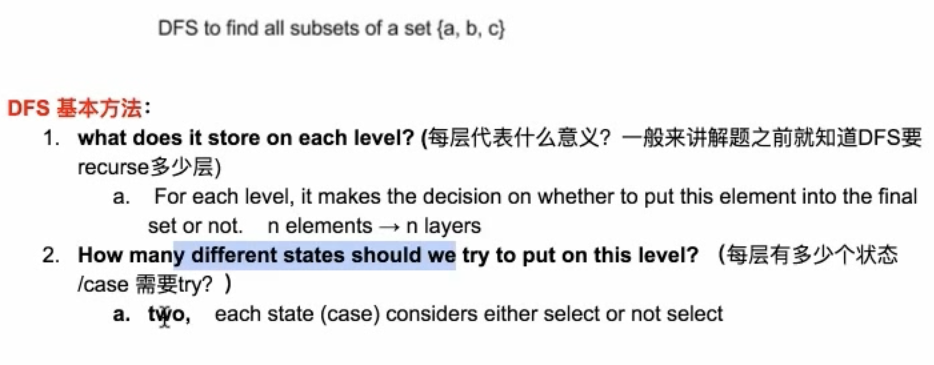 DFS to find all subsets of a set {a, b, c}
DFS 基本方法：
1. what does it store on each level? (每层代表什么意义？一般来讲解题之前就知道DFS要
recurse多少层)
a. For each level, it makes the decision on whether to put this element into the final
set or not. n elements → n layers
2. How many different states should we try to put on this level? （每层有多少个状态
/case 需要try？)
a. two, each state (case) considers either select or not select